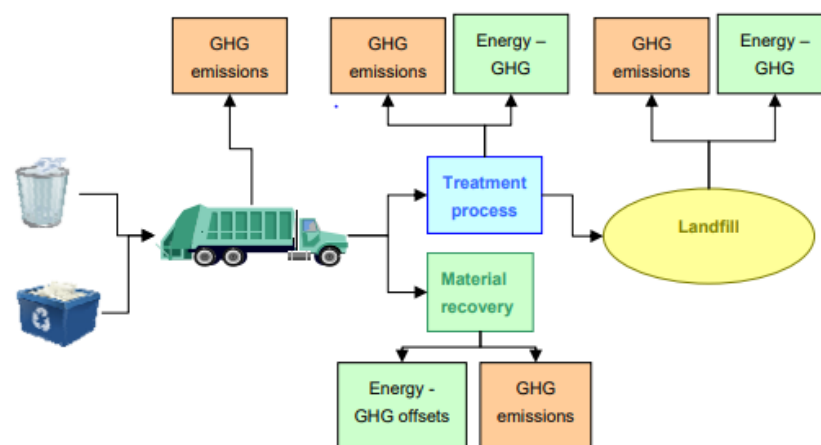 GHG
emissions
GHG
emissions
Energy –
GHG
GHG
emissions
Energy –
GHG
Treatment
process
Landfill
Material
recovery
Energy -
GHG offsets
GHG
emissions